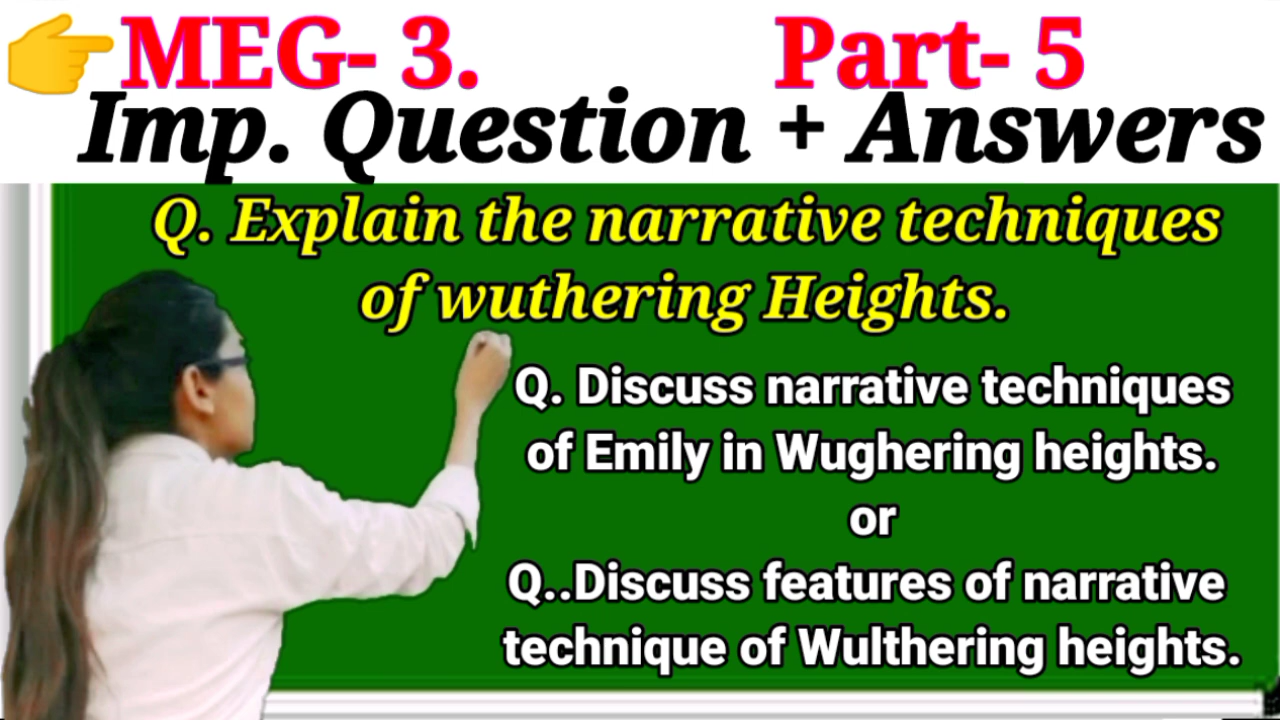 MEG- 3. Part- 5
Imp. Question + Answers
Q. Explain the narrative techniques
of wuthering Heights.
Q. Discuss narrative techniques
of Emily in Wughering heights.
or
Q..Discuss features of narrative
technique of Wulthering heights.